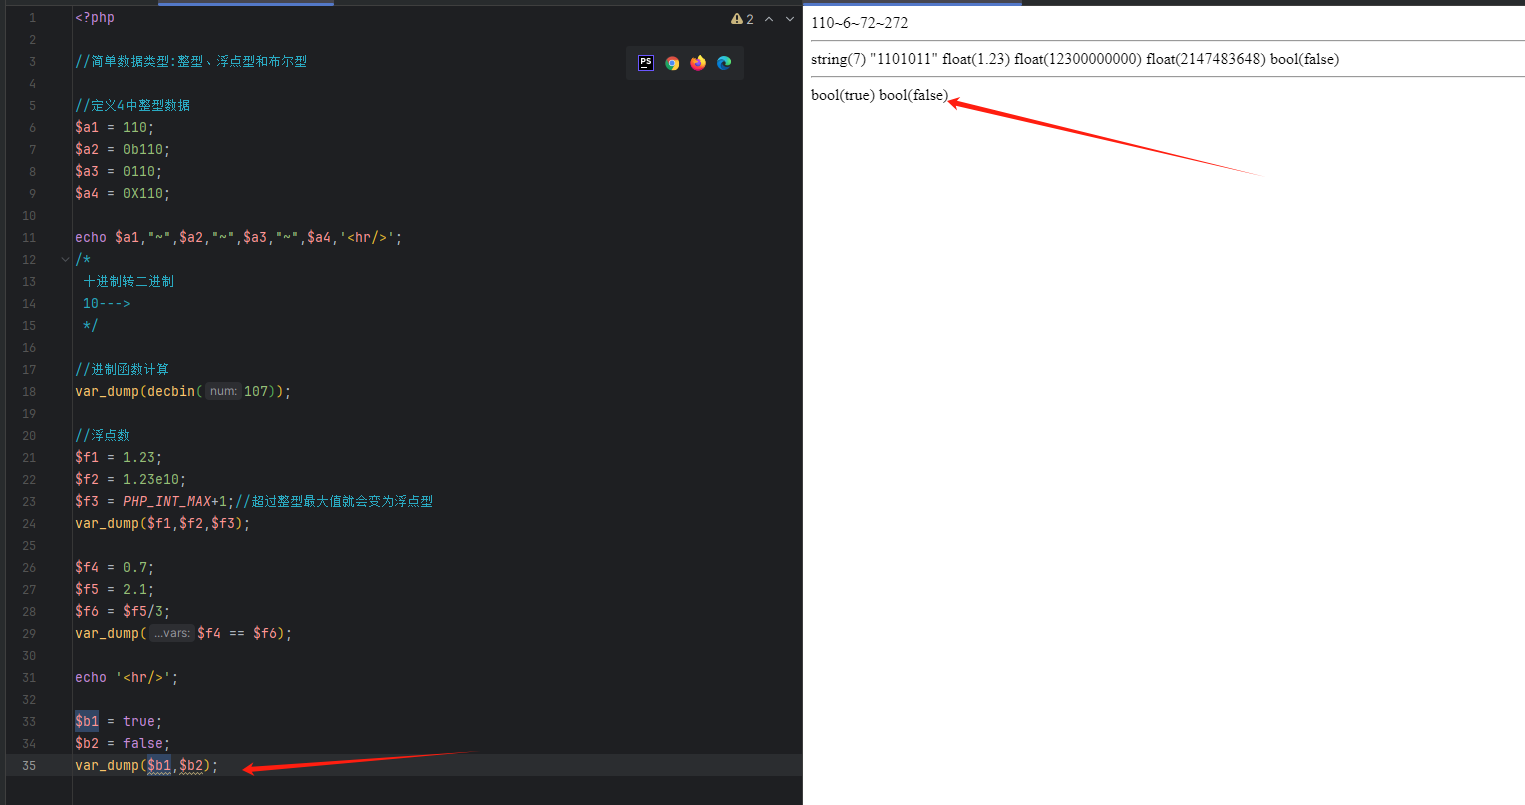 1 <?php
2
3 //简单数据类型:整型、浮点型和布尔型
4
5 //定义4中整型数据
6 $a1 = 110;
7 $a2 = 0b110;
8 $a3 = 0110;
9 $a4 = 0X110;
10
11 echo $a1,"~",$a2,"~",$a3,"~",$a4,'<hr/>';
12 /*
13 十进制转二进制
14 10--->
15 */
16
17 //进制函数计算
18 var_dump(decbin( num: 107));
19
20 //浮点数
21 $f1 = 1.23;
22 $f2 = 1.23e10;
23 $f3 = PHP_INT_MAX+1;//超过整型最大值就会变为浮点型
24 var_dump($f1,$f2,$f3);
25
26 $f4 = 0.7;
27 $f5 = 2.1;
28 $f6 = $f5/3;
29 var_dump( ...vars: $f4 == $f6);
30
31 echo '<hr/>';
32
33 $b1 = true;
34 $b2 = false;
35 var_dump($b1,$b2);
2
PS
110~6~72~272
string(7) "1101011" float(1.23) float(12300000000) float(2147483648) bool(false)
bool(true) bool(false)